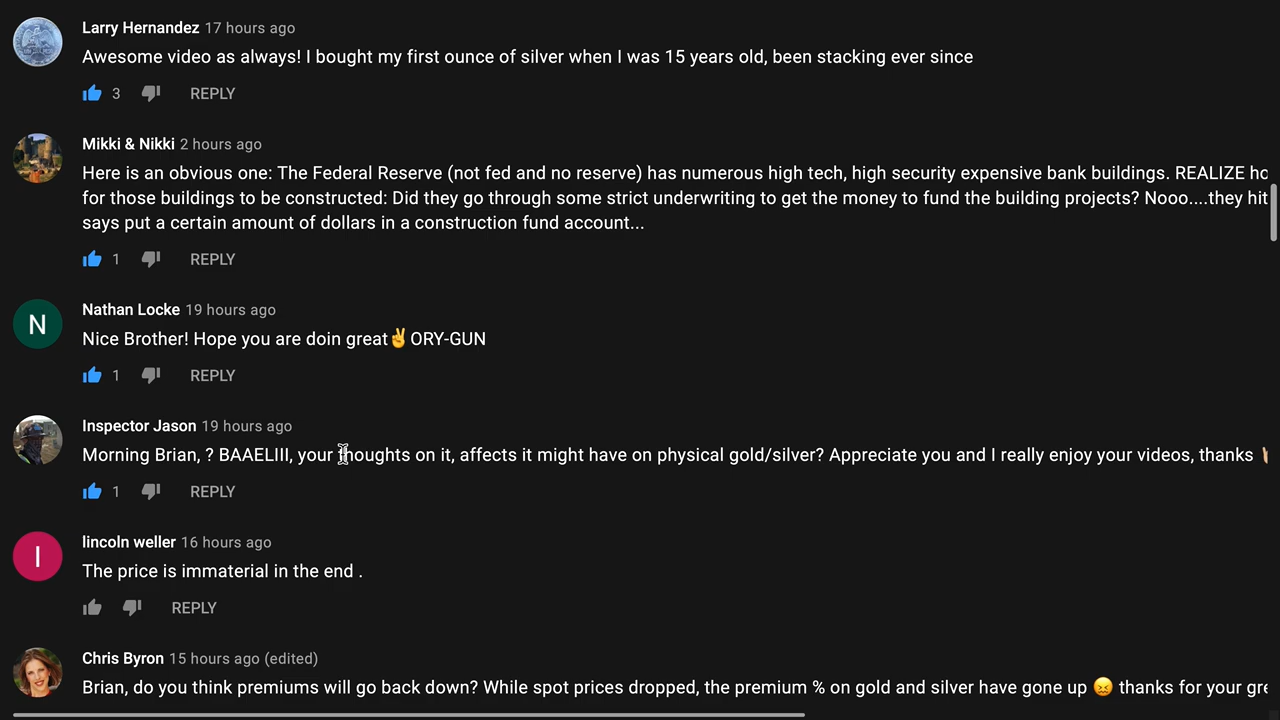 Larry Hernandez 17 hours ago
Awesome video as always! I bought my first ounce of silver when I was 15 years old, been stacking ever since
3 REPLY
Mikki & Nikki 2 hours ago
Here is an obvious one: The Federal Reserve (not fed and no reserve) has numerous high tech, high security expensive bank buildings. REALIZE
for those buildings to be constructed: Did they go through some strict underwriting to get the money to fund the building projects? Nooo....they hit
says put a certain amount of dollars in a construction fund account...
1 REPLY
Nathan Locke 19 hours ago
Nice Brother! Hope you are doin great✌️ORY-GUN
1 REPLY
Inspector Jason 19 hours ago
Morning Brian, ? BAAELIII, your thoughts on it, affects it might have on physical gold/silver? Appreciate you and I really enjoy your videos, thanks
1 REPLY
N
lincoln weller 16 hours ago
The price is immaterial in the end .
REPLY
l
Chris Byron 15 hours ago (edited)
Brian, do you think premiums will go back down? While spot prices dropped, the premium % on gold and silver have gone up 😖 thanks for your